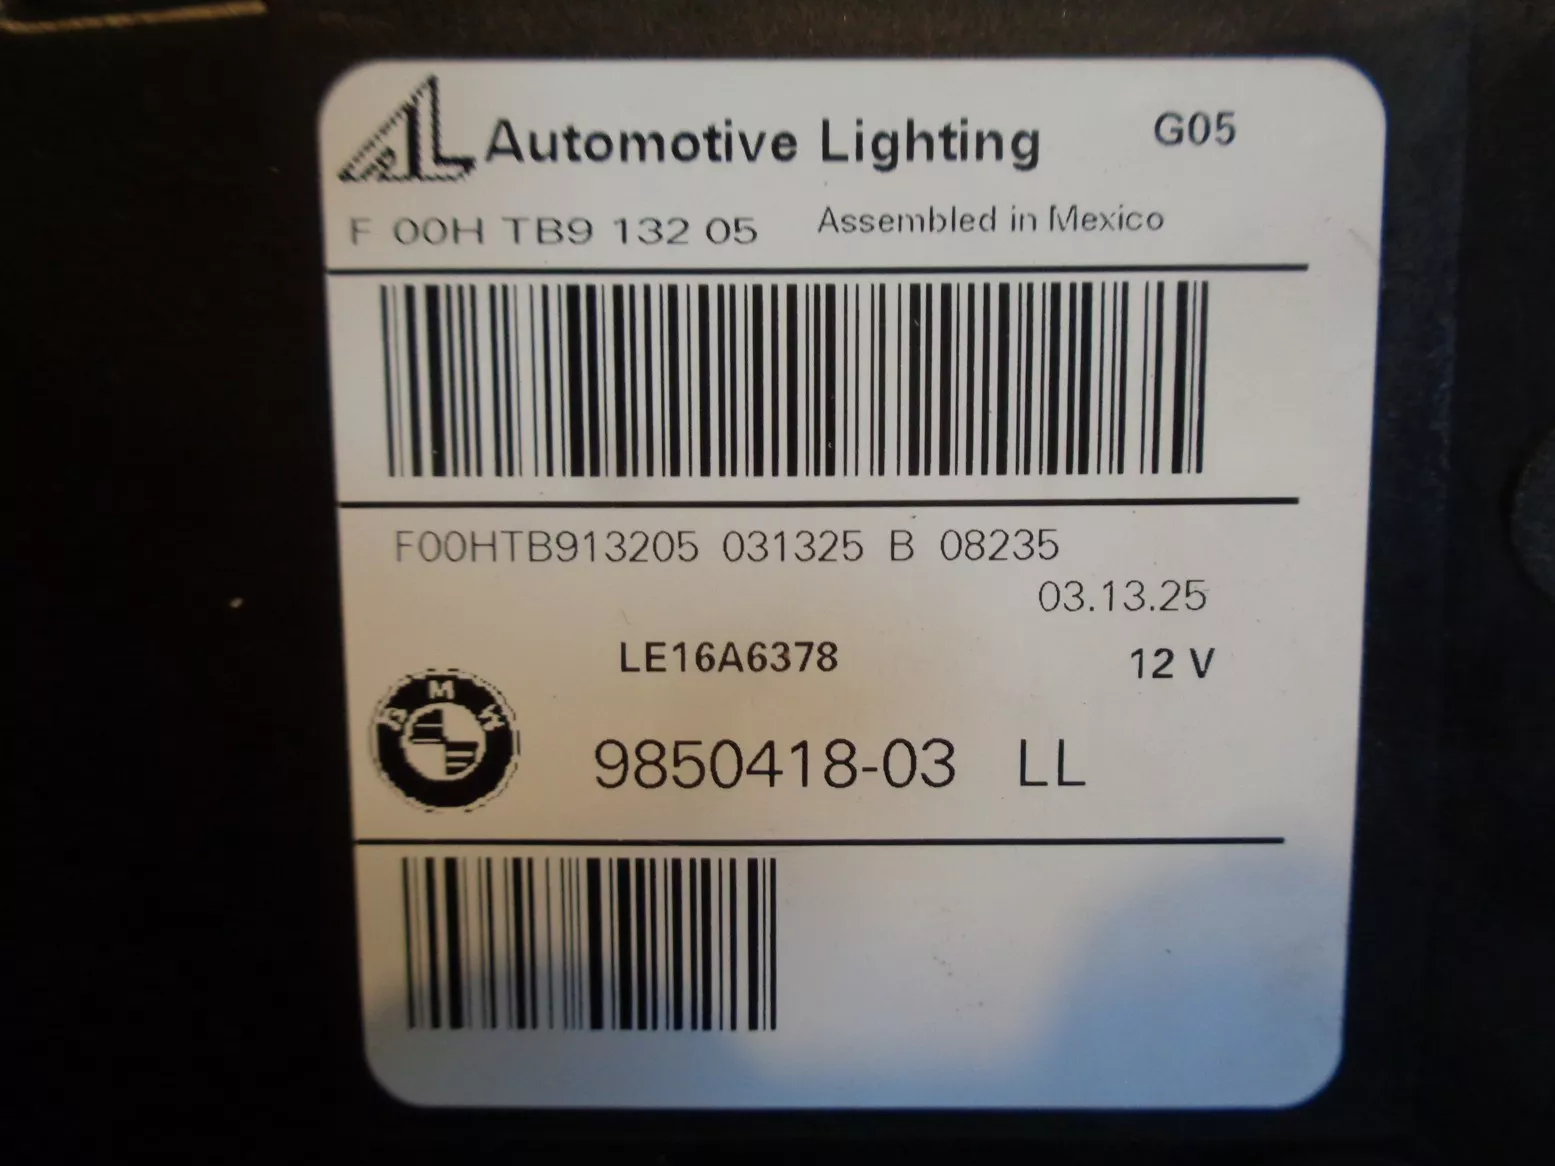 AL Automotive Lighting G05
F 00H TB9 132 05 Assembled in Mexico
F00HTB913205 031325 B 08235
03.13.25
LE16A6378 12 V
BMW
9850418-03 LL